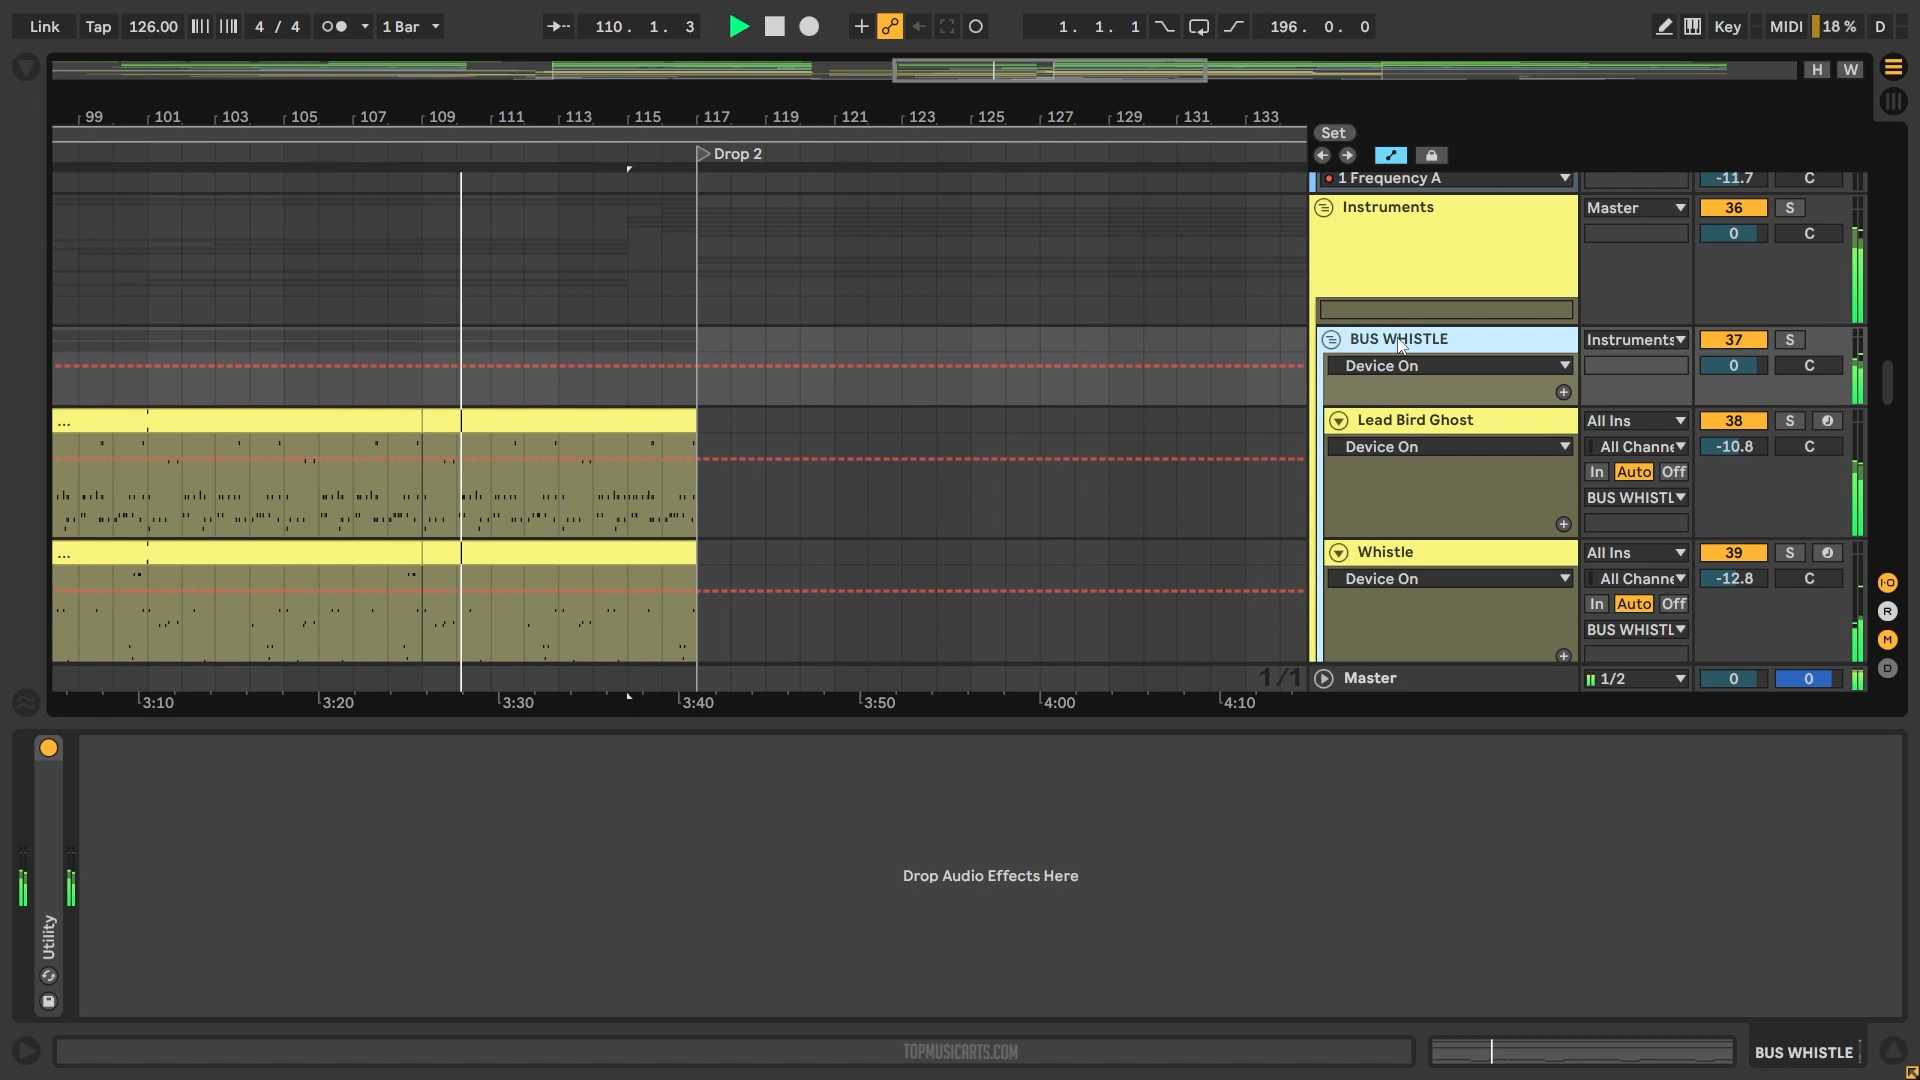 Link Tap 126.00 4 / 4 1 Bar 110. 1. 3 1. 1. 1 196. 0. 0 Key MIDI 18 % D
H W
99 101 103 105 107 109 111 113 115 117 119 121 123 125 127 129 131 133
Set
Drop 2
1 Frequency A -11.7 C
Instruments Master 36 S
0 C
BUS WHISTLE Instruments 37 S
Device On 0 C
...
Lead Bird Ghost All Ins 38 S
Device On All Channe -10.8 C
In Auto Off
BUS WHISTL
...
Whistle All Ins 39 S
Device On All Channe -12.8 C
In Auto Off
BUS WHISTL
I·O
R
M
D
1/1 Master 1/2 0 0
3:10 3:20 3:30 3:40 3:50 4:00 4:10
Utility
Drop Audio Effects Here
TOPMUSICARTS.COM
BUS WHISTLE